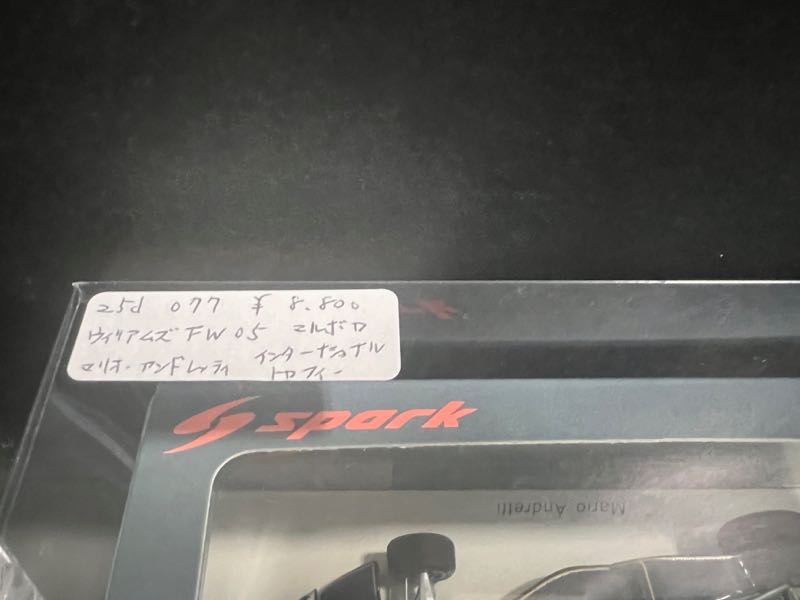 25d 077 ¥ 8.800
ウィリアムズ FW05 マルボロ
マリオ・アンドレッティ インターナショナル
トロフィー
spark
Mario Andretti